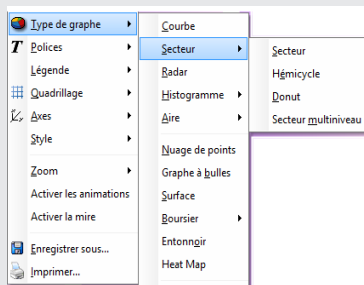 Type de graphe
Polices
Légende
Quadrillage
Axes
Style
Zoom
Activer les animations
Activer la mire
Enregistrer sous...
Imprimer...
Courbe
Secteur
Radar
Histogramme
Aire
Nuage de points
Graphe à bulles
Surface
Boursier
Entonnoir
Heat Map
Secteur
Hémicycle
Donut
Secteur multiniveau